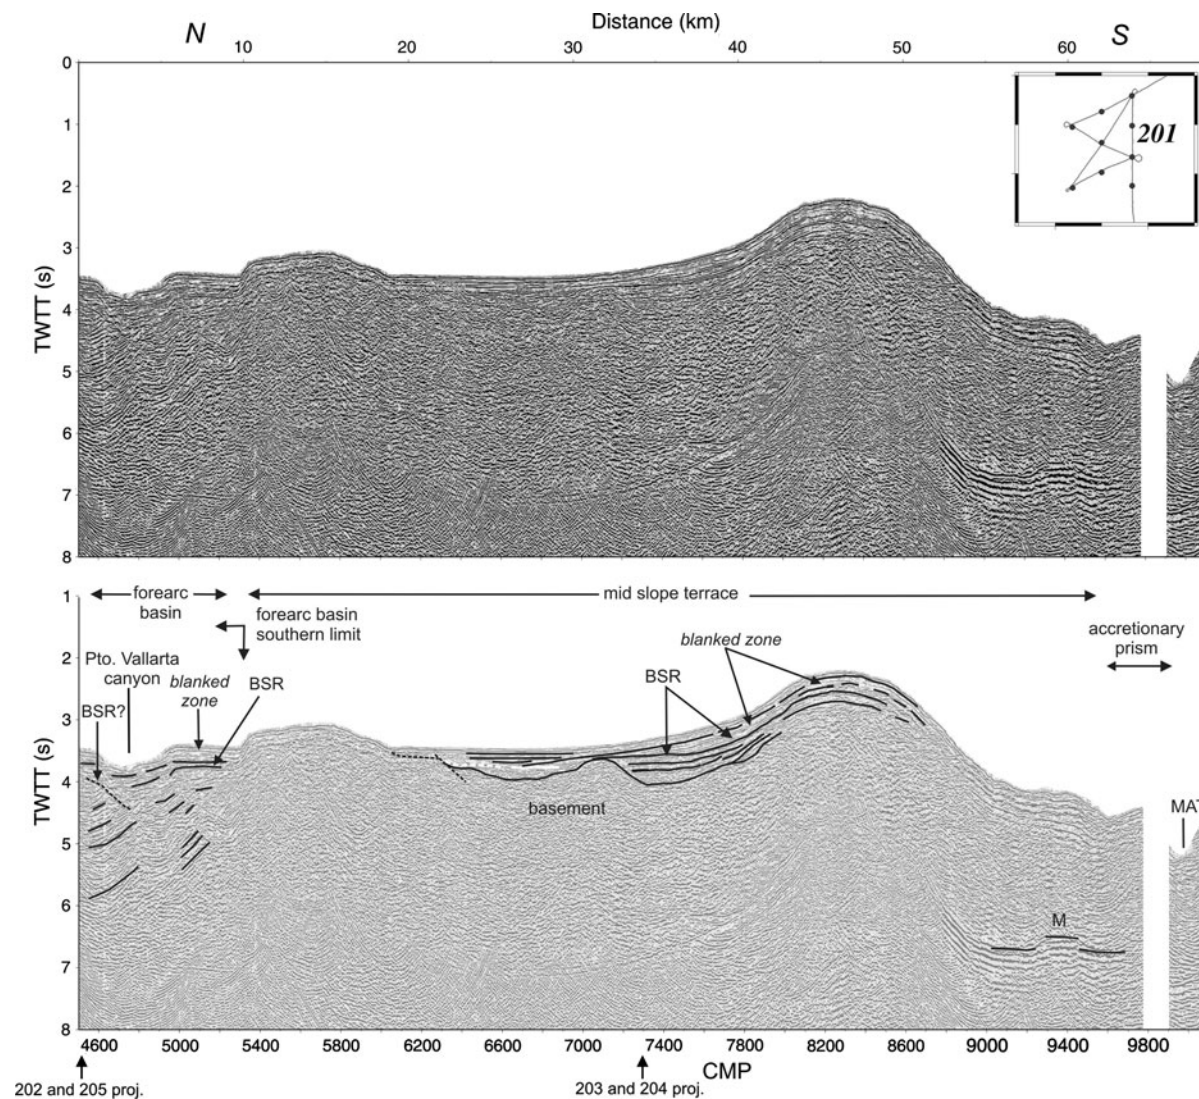 Distance (km)
N
S
10 20 30 40 50 60
0
1
2
3
4
5
6
7
8
TWTT (s)
201
1
2
3
4
5
6
7
8
TWTT (s)
forearc
basin
mid slope terrace
forearc basin
southern limit
accretionary
prism
Pto. Vallarta
canyon
blanked
zone
BSR
BSR?
BSR
blanked zone
basement
MAT
M
4600 5000 5400 5800 6200 6600 7000 7400 7800 8200 8600 9000 9400 9800
CMP
202 and 205 proj.
203 and 204 proj.